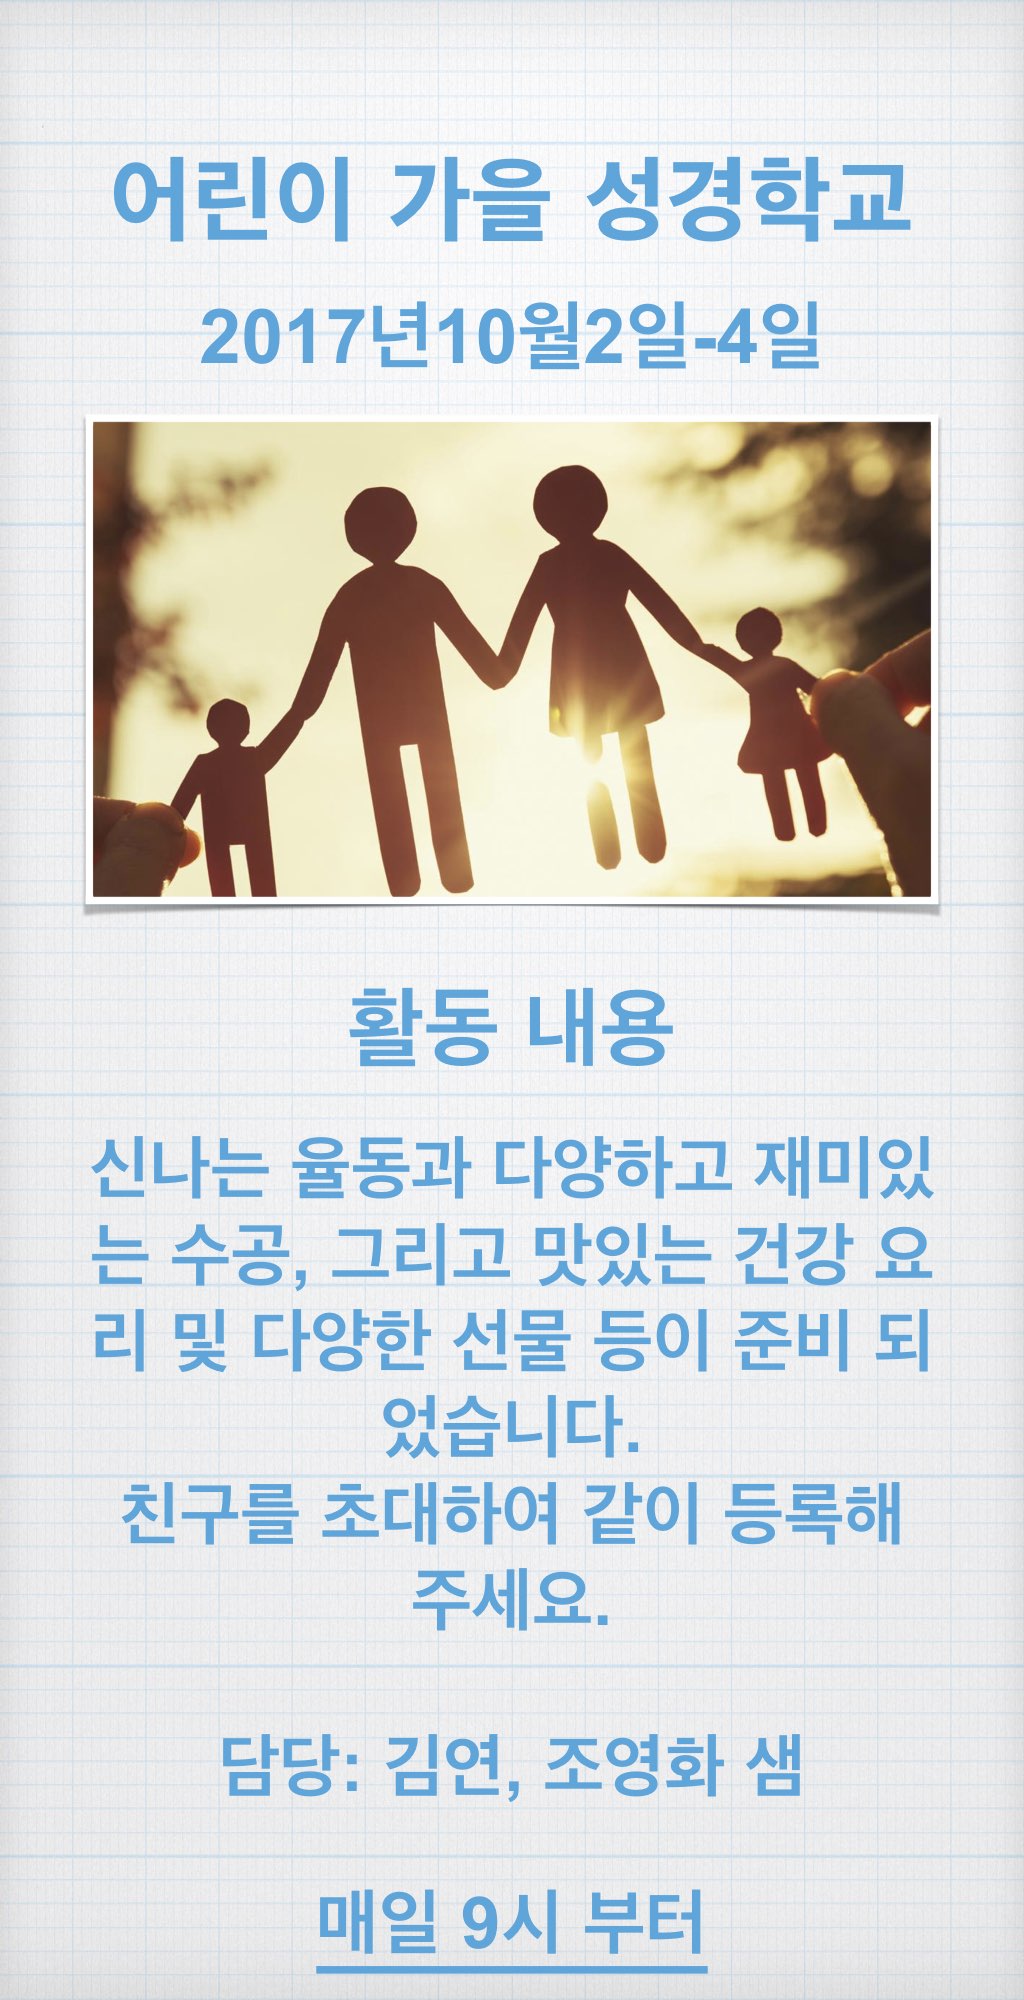 어린이 가을 성경학교
2017년10월2일-4일
활동 내용
신나는 율동과 다양하고 재미있
는 수공, 그리고 맛있는 건강 요
리 및 다양한 선물 등이 준비 되
었습니다.
친구를 초대하여 같이 등록해
주세요.
담당: 김연, 조영화 샘
매일 9시 부터